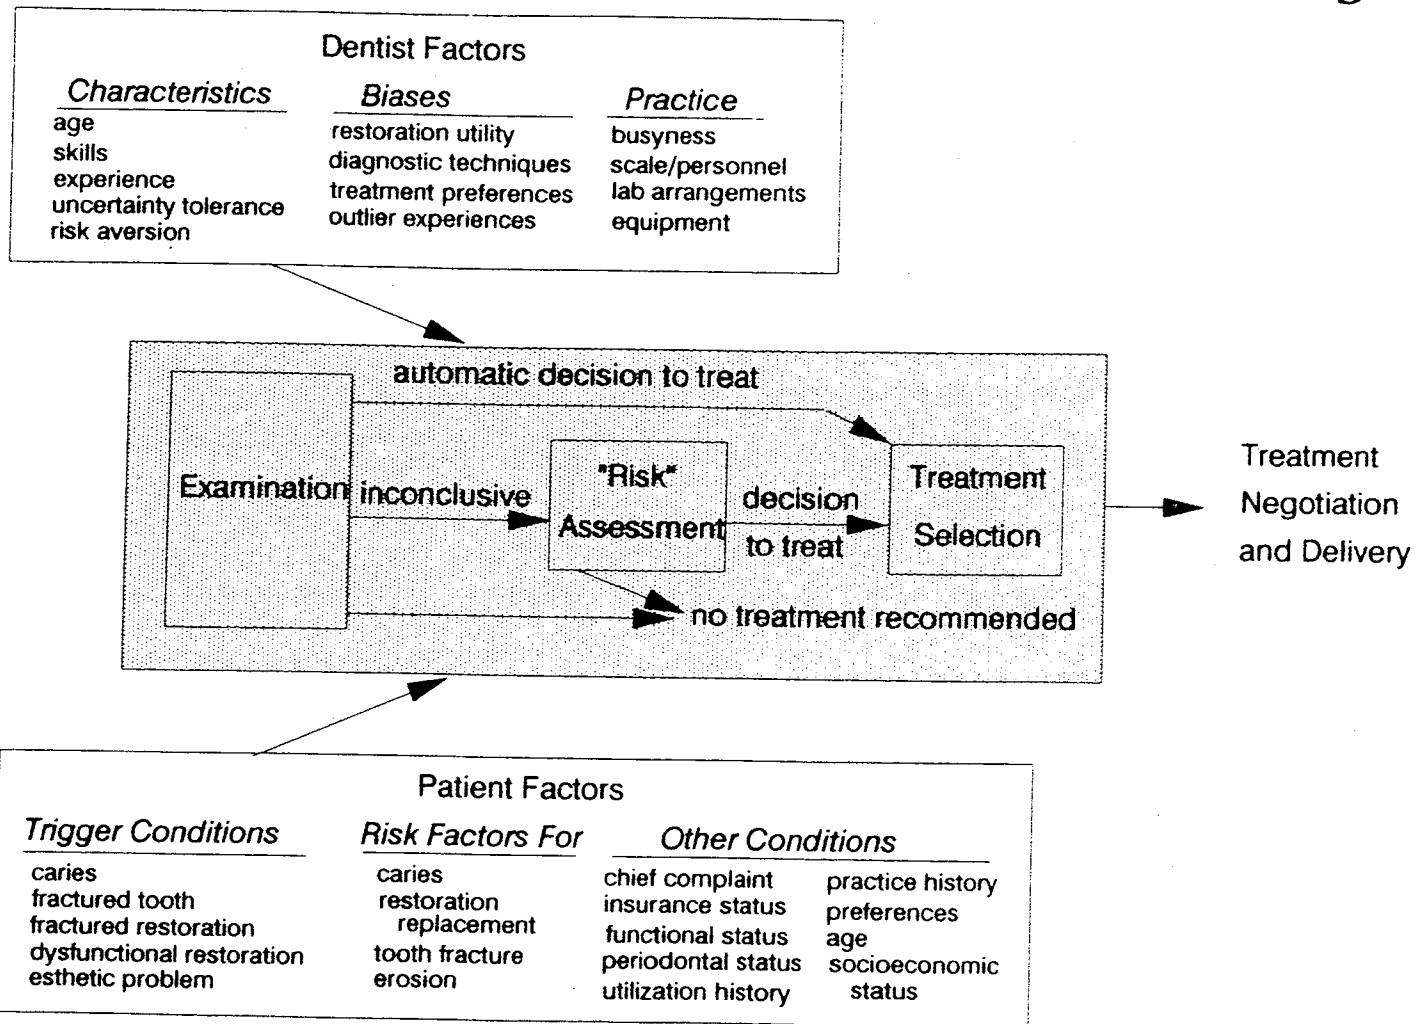 Dentist Factors
Characteristics
age
skills
experience
uncertainty tolerance
risk aversion
Biases
restoration utility
diagnostic techniques
treatment preferences
outlier experiences
Practice
busyness
scale/personnel
lab arrangements
equipment
automatic decision to treat
Examination
inconclusive
"Risk"
Assessment
decision
to treat
Treatment
Selection
no treatment recommended
Treatment
Negotiation
and Delivery
Patient Factors
Trigger Conditions
caries
fractured tooth
fractured restoration
dysfunctional restoration
esthetic problem
Risk Factors For
caries
restoration
replacement
tooth fracture
erosion
Other Conditions
chief complaint
insurance status
functional status
periodontal status
utilization history
practice history
preferences
age
socioeconomic
status